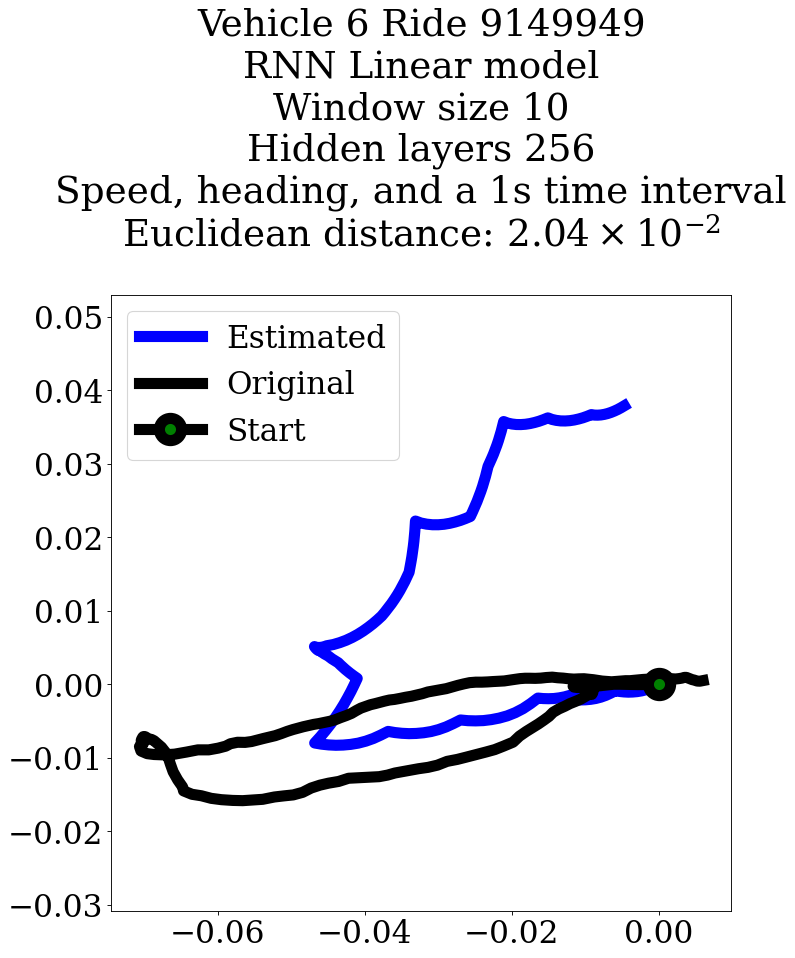 Vehicle 6 Ride 9149949
RNN Linear model
Window size 10
Hidden layers 256
Speed, heading, and a 1s time interval
Euclidean distance: 2.04 × 10⁻²
Estimated
Original
Start
0.05
0.04
0.03
0.02
0.01
0.00
−0.01
−0.02
−0.03
−0.06 −0.04 −0.02 0.00